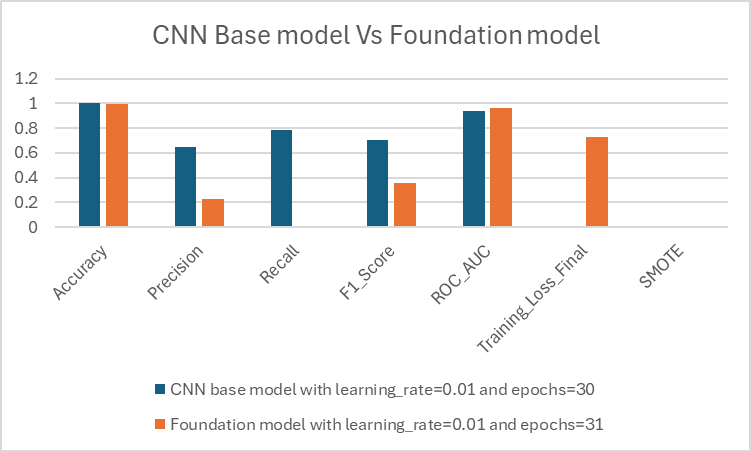 CNN Base model Vs Foundation model
1.2
1
0.8
0.6
0.4
0.2
0
Accuracy
Precision
Recall
F1_Score
ROC_AUC
Training_Loss_Final
SMOTE
CNN base model with learning_rate=0.01 and epochs=30
Foundation model with learning_rate=0.01 and epochs=31